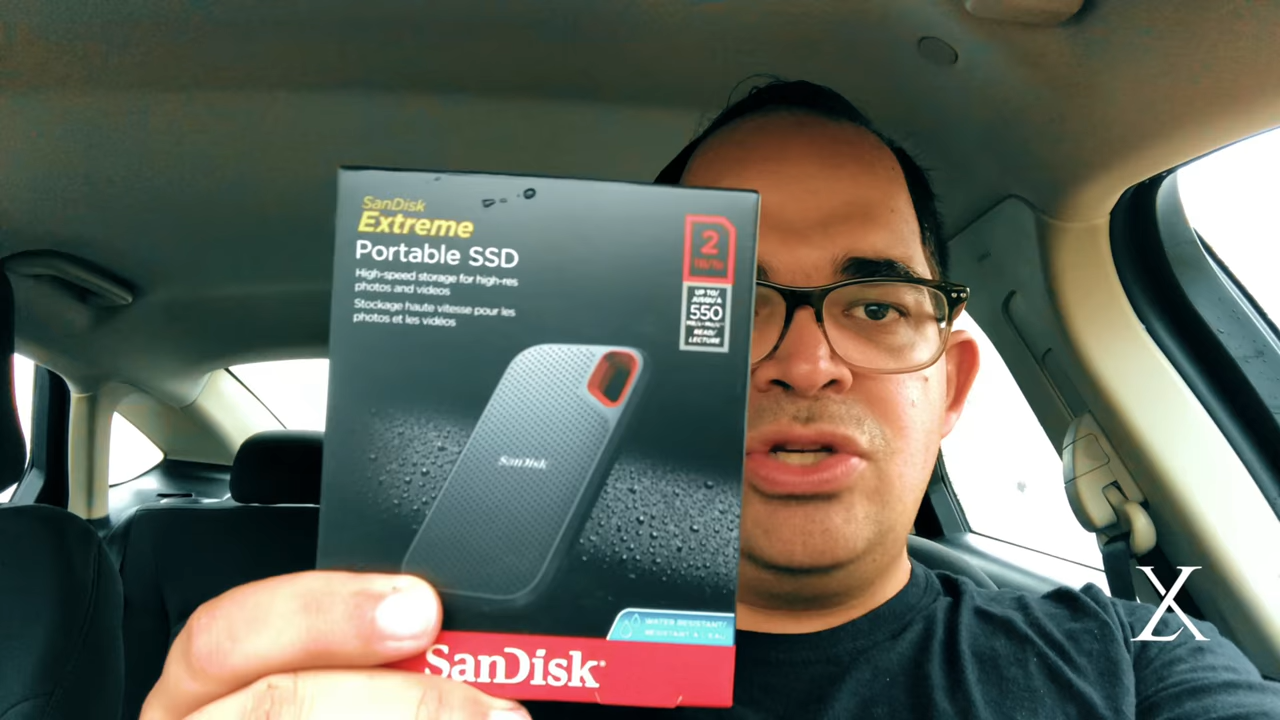 SanDisk
Extreme
Portable SSD
High-speed storage for high-res
photos and videos
Stockage haute vitesse pour les
photos et les vidéos
2
UP TO/
JUSQU'À
550
READ/
LECTURE
SanDisk
WATER RESISTANT/
SanDisk
X